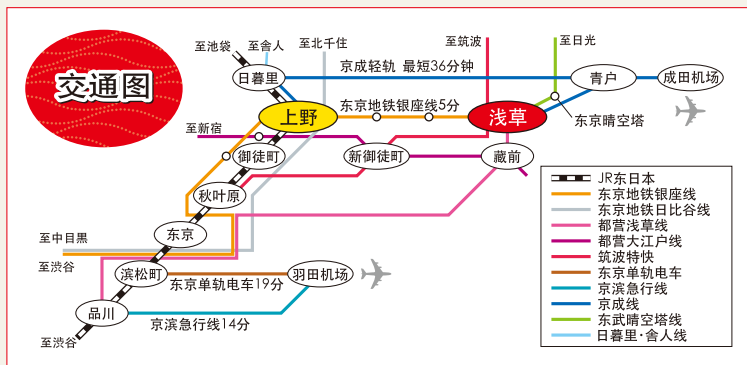 交通图
至池袋
至舎人
至北千住
至筑波
至日光
日暮里
京成轻轨 最短36分钟
青户
成田机场
上野
东京地铁银座线5分
浅草
东京晴空塔
至新宿
御徒町
新御徒町
藏前
秋叶原
东京
至中目黑
至涩谷
滨松町
东京单轨电车19分
羽田机场
品川
京滨急行线14分
至涩谷
JR东日本
东京地铁银座线
东京地铁日比谷线
都营浅草线
都营大江户线
筑波特快
东京单轨电车
京滨急行线
京成线
东武晴空塔线
日暮里·舎人线